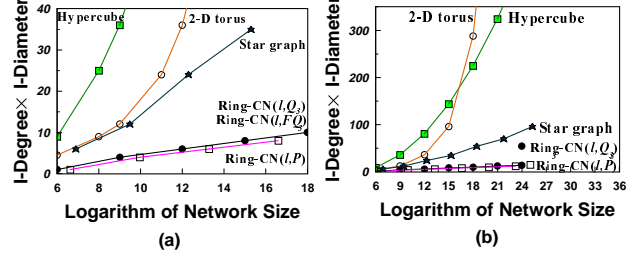 I-Degree× I-Diameter
40
30
20
10
0
Hypercube
2-D torus
Star graph
Ring-CN(l,Q3)
Ring-CN(l,FQ3)
Ring-CN(l,P)
6 8 10 12 14 16 18
Logarithm of Network Size
(a)
I-Degree× I-Diameter
300
200
100
0
2-D torus
Hypercube
Star graph
Ring-CN(l,Q3)
Ring-CN(l,P)
6 9 12 15 18 21 24 27 30 33 36
Logarithm of Network Size
(b)